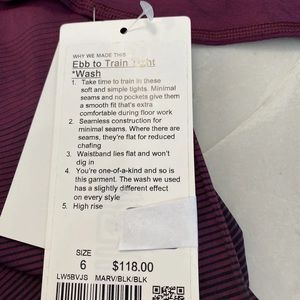 WHY WE MADE THIS
Ebb to Train Tight
*Wash
1. Take time to train in these
soft and simple tights. Minimal
seams and no pockets give them
a smooth fit that's extra
comfortable during floor work
2. Seamless construction for
minimal seams. Where there are
seams, they're flat for reduced
chafing
3. Waistband lies flat and won't
dig in
4. You're one-of-a-kind and so
is this garment. The wash we used
has a slightly different effect
on every style
5. High rise
SIZE
6 $118.00
LW5BVJS MARV/BLK/BLK